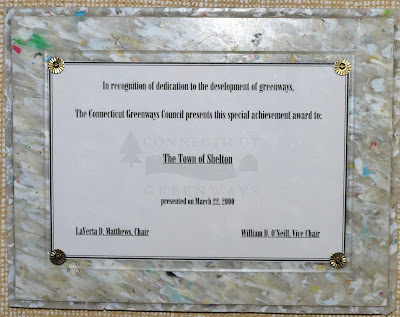 In recognition of dedication to the development of greenways,
The Connecticut Greenways Council presents this special achievement award to:
CONNECTICUT
The Town of Shelton
GREENWAYS
presented on March 22, 2000
LaVerta D. Matthews, Chair William D. O'Neill, Vice Chair